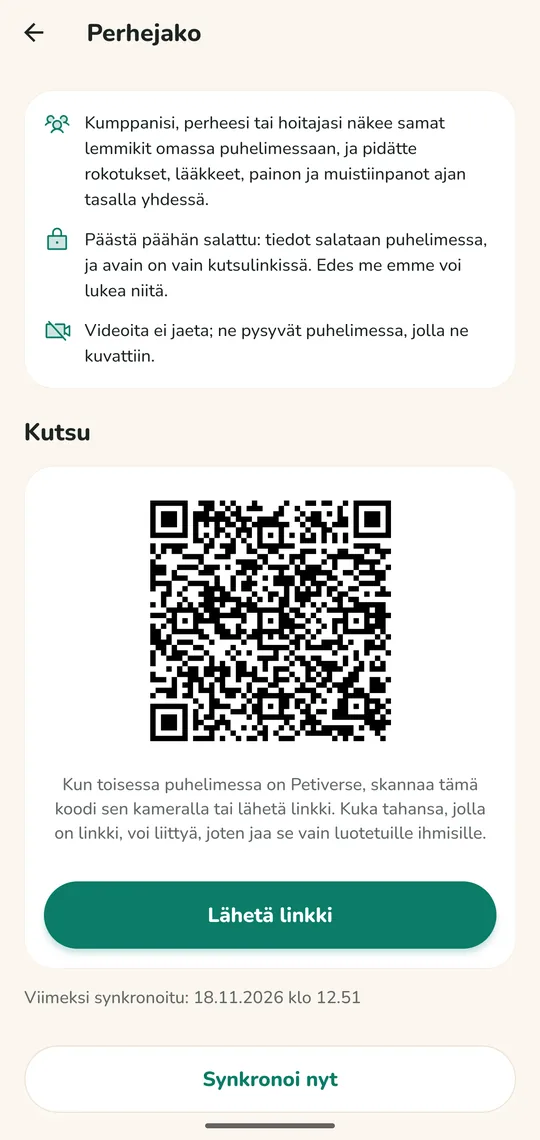 Perhejako
Kumppanisi, perheesi tai hoitajasi näkee samat
lemmikit omassa puhelimessaan, ja pidätte
rokotukset, lääkkeet, painon ja muistiinpanot ajan
tasalla yhdessä.
Päästä päähän salattu: tiedot salataan puhelimessa,
ja avain on vain kutsulinkissä. Edes me emme voi
lukea niitä.
Videoita ei jaeta; ne pysyvät puhelimessa, jolla ne
kuvattiin.
Kutsu
Kun toisessa puhelimessa on Petiverse, skannaa tämä
koodi sen kameralla tai lähetä linkki. Kuka tahansa, jolla
on linkki, voi liittyä, joten jaa se vain luotetuille ihmisille.
Lähetä linkki
Viimeksi synkronoitu: 18.11.2026 klo 12.51
Synkronoi nyt